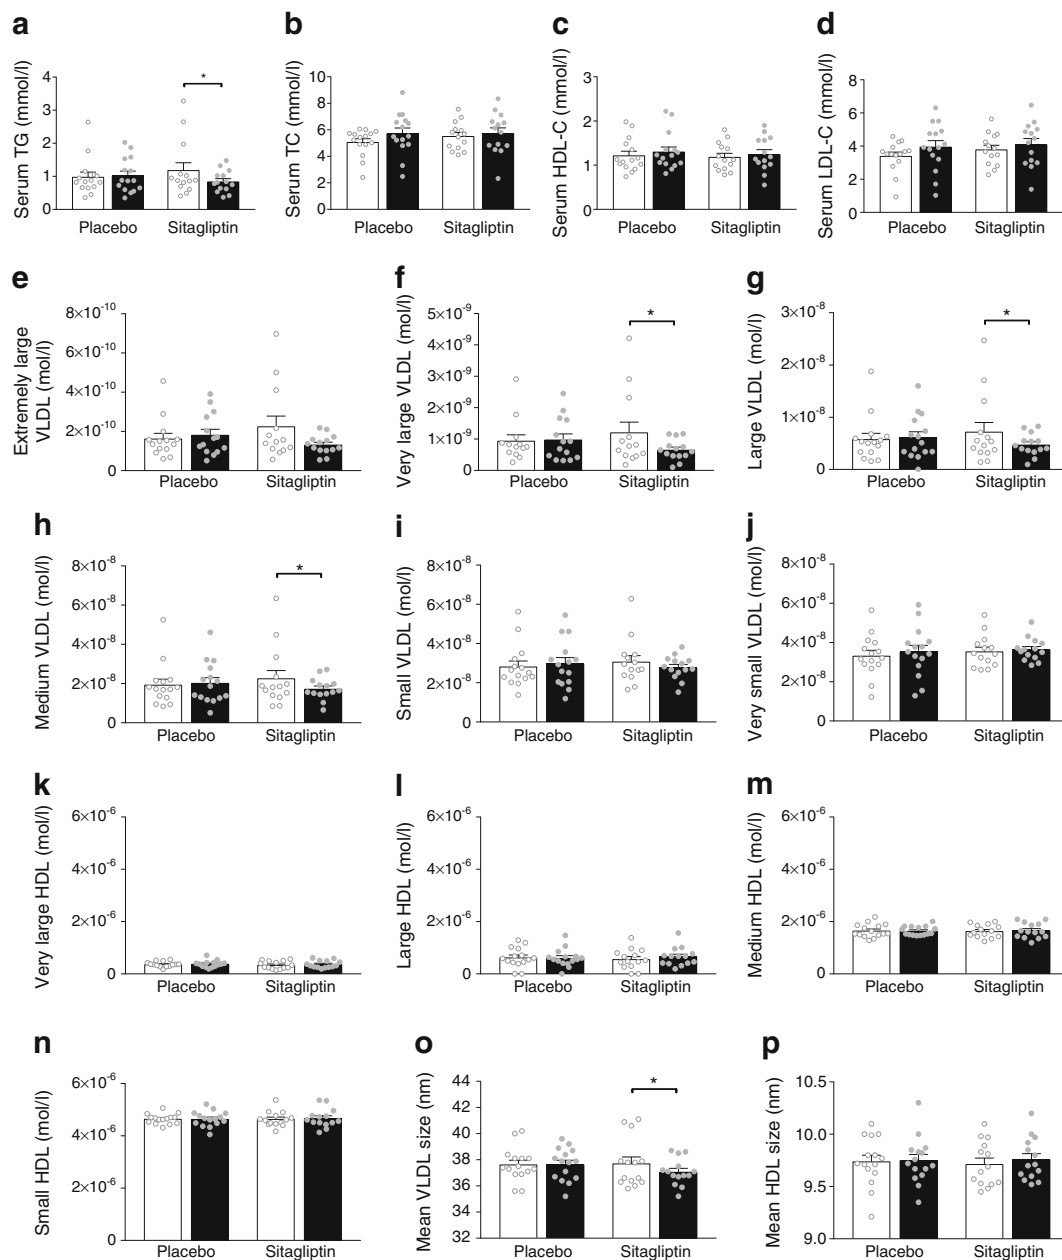 a
Serum TG (mmol/l)
4
3
2
1
0
*
Placebo
Sitagliptin
b
Serum TC (mmol/l)
10
8
6
4
2
0
Placebo
Sitagliptin
c
Serum HDL-C (mmol/l)
3
2
1
0
Placebo
Sitagliptin
d
Serum LDL-C (mmol/l)
8
6
4
2
0
Placebo
Sitagliptin
e
Extremely large
VLDL (mol/l)
8×10-10
6×10-10
4×10-10
2×10-10
0
Placebo
Sitagliptin
f
Very large VLDL (mol/l)
5×10-9
4×10-9
3×10-9
2×10-9
1×10-9
0
*
Placebo
Sitagliptin
g
Large VLDL (mol/l)
3×10-8
2×10-8
1×10-8
0
*
Placebo
Sitagliptin
h
Medium VLDL (mol/l)
8×10-8
6×10-8
4×10-8
2×10-8
0
*
Placebo
Sitagliptin
i
Small VLDL (mol/l)
8×10-8
6×10-8
4×10-8
2×10-8
0
Placebo
Sitagliptin
j
Very small VLDL (mol/l)
8×10-8
6×10-8
4×10-8
2×10-8
0
Placebo
Sitagliptin
k
Very large HDL (mol/l)
6×10-6
4×10-6
2×10-6
0
Placebo
Sitagliptin
l
Large HDL (mol/l)
6×10-6
4×10-6
2×10-6
0
Placebo
Sitagliptin
m
Medium HDL (mol/l)
6×10-6
4×10-6
2×10-6
0
Placebo
Sitagliptin
n
Small HDL (mol/l)
6×10-6
4×10-6
2×10-6
0
Placebo
Sitagliptin
o
Mean VLDL size (nm)
44
42
40
38
36
34
32
*
Placebo
Sitagliptin
p
Mean HDL size (nm)
10.5
10.0
9.5
9.0
Placebo
Sitagliptin